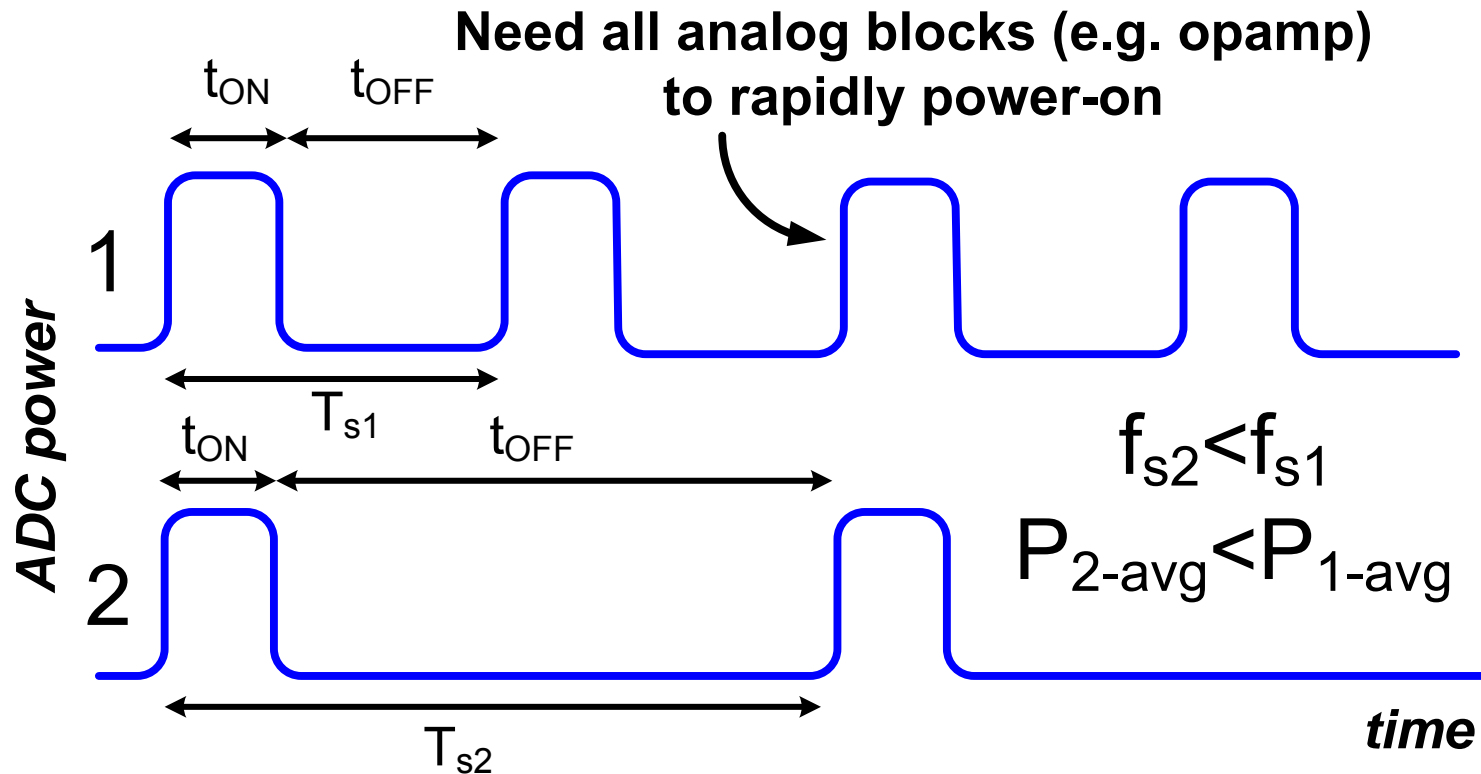 Need all analog blocks (e.g. opamp)
to rapidly power-on
tON
tOFF
1
Ts1
ADC power
tON
tOFF
fs2<fs1
P2-avg<P1-avg
2
Ts2
time